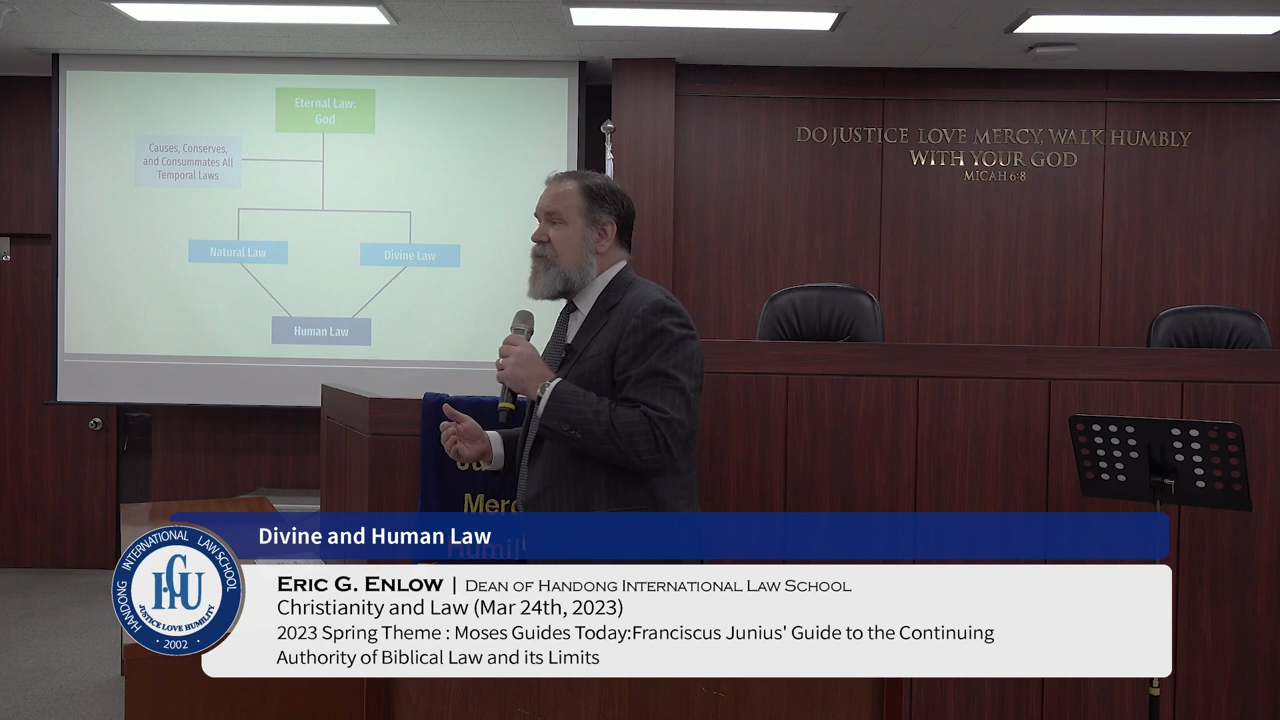 Eternal Law:
God
Causes, Conserves,
and Consummates All
Temporal Laws
Natural Law
Divine Law
Human Law
DO JUSTICE LOVE MERCY, WALK HUMBLY
WITH YOUR GOD
MICAH 6:8
Divine and Human Law
HANDONG INTERNATIONAL LAW SCHOOL
JUSTICE LOVE HUMILITY
· 2002 ·
ERIC G. ENLOW | DEAN OF HANDONG INTERNATIONAL LAW SCHOOL
Christianity and Law (Mar 24th, 2023)
2023 Spring Theme : Moses Guides Today:Franciscus Junius' Guide to the Continuing
Authority of Biblical Law and its Limits